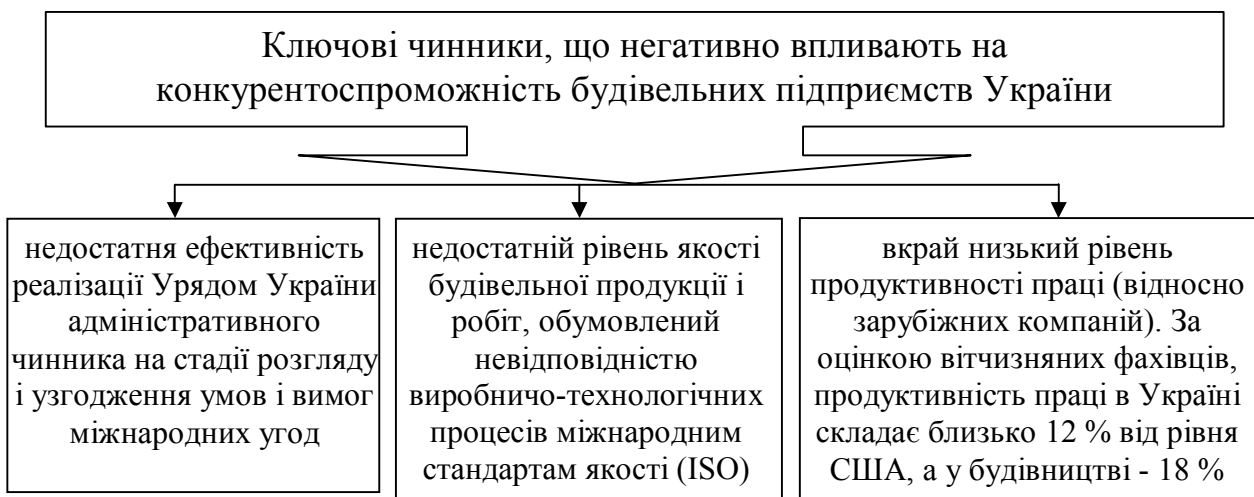 Ключові чинники, що негативно впливають на
конкурентоспроможність будівельних підприємств України
недостатня ефективність
реалізації Урядом України
адміністративного
чинника на стадії розгляду
і узгодження умов і вимог
міжнародних угод
недостатній рівень якості
будівельної продукції і
робіт, обумовлений
невідповідністю
виробничо-технологічних
процесів міжнародним
стандартам якості (ISO)
вкрай низький рівень
продуктивності праці (відносно
зарубіжних компаній). За
оцінкою вітчизняних фахівців,
продуктивність праці в Україні
складає близько 12 % від рівня
США, а у будівництві - 18 %